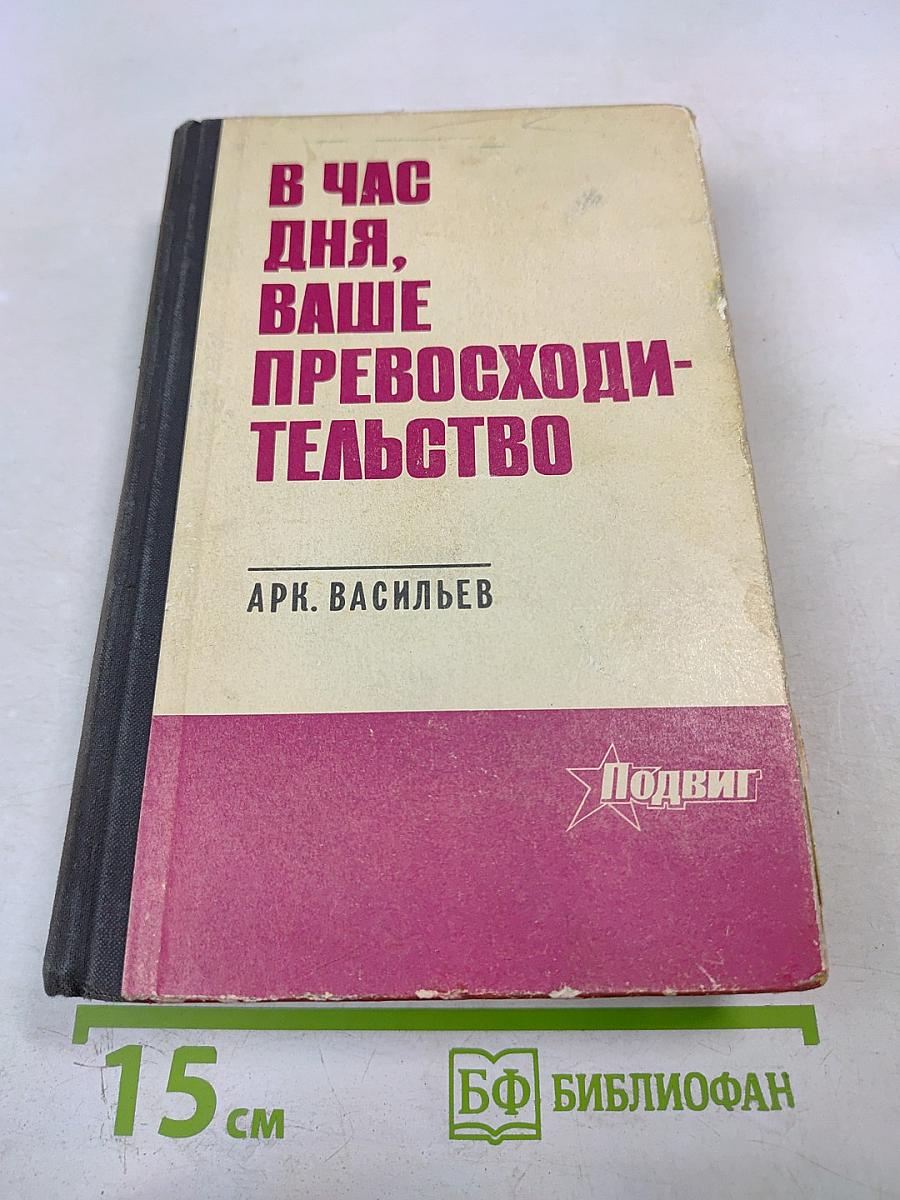 В ЧАС
ДНЯ,
ВАШЕ
ПРЕВОСХОДИ-
ТЕЛЬСТВО
АРК. ВАСИЛЬЕВ
Подвиг
15 см
БФ БИБЛИОФАН